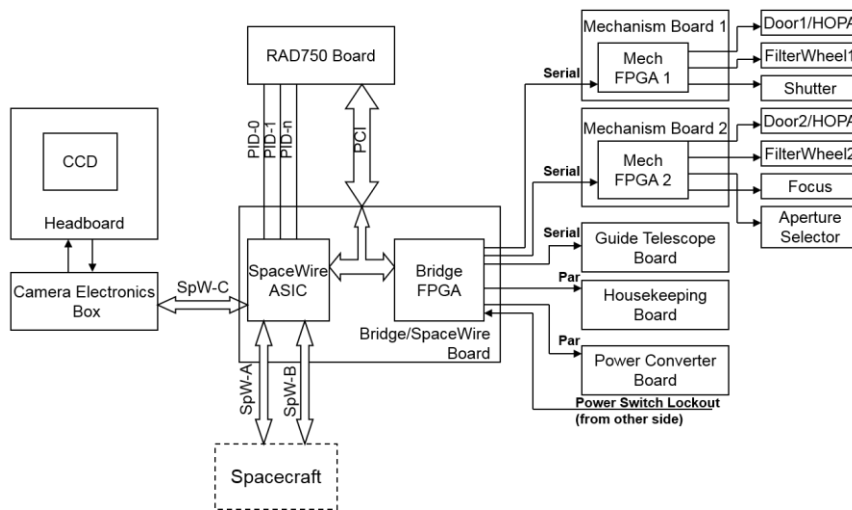 RAD750 Board
PID-0
PID-1
PID-n
PCI
CCD
Headboard
Camera Electronics
Box
SpW-C
SpaceWire
ASIC
Bridge
FPGA
Bridge/SpaceWire
Board
SpW-A
SpW-B
Spacecraft
Serial
Mechanism Board 1
Mech
FPGA 1
Door1/HOPA
FilterWheel1
Shutter
Serial
Mechanism Board 2
Mech
FPGA 2
Door2/HOPA
FilterWheel2
Focus
Aperture
Selector
Serial
Guide Telescope
Board
Par
Housekeeping
Board
Par
Power Converter
Board
Power Switch Lockout
(from other side)